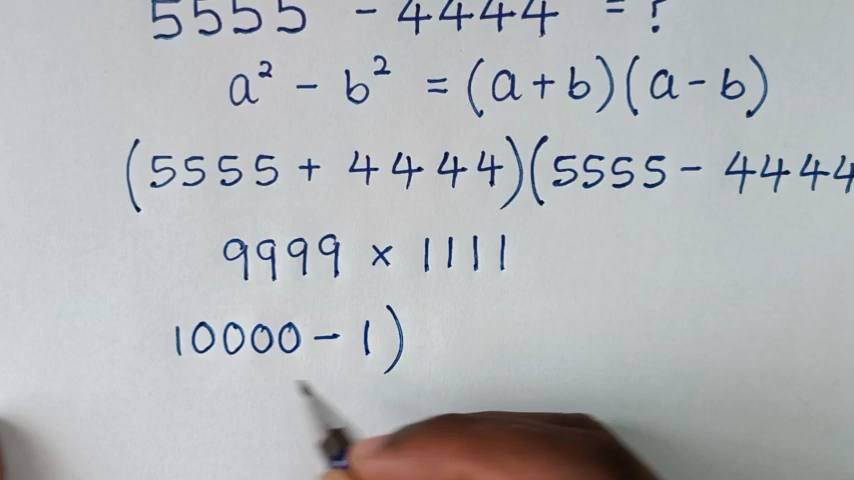 5555 - 4444 = ?
a² - b² = (a+b)(a-b)
(5555 + 4444)(5555 - 4444
9999 × 1111
10000 - 1)